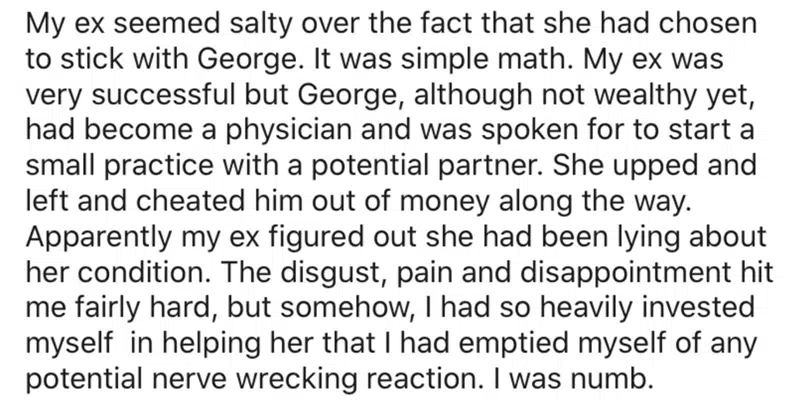 My ex seemed salty over the fact that she had chosen
to stick with George. It was simple math. My ex was
very successful but George, although not wealthy yet,
had become a physician and was spoken for to start a
small practice with a potential partner. She upped and
left and cheated him out of money along the way.
Apparently my ex figured out she had been lying about
her condition. The disgust, pain and disappointment hit
me fairly hard, but somehow, I had so heavily invested
myself  in helping her that I had emptied myself of any
potential nerve wrecking reaction. I was numb.